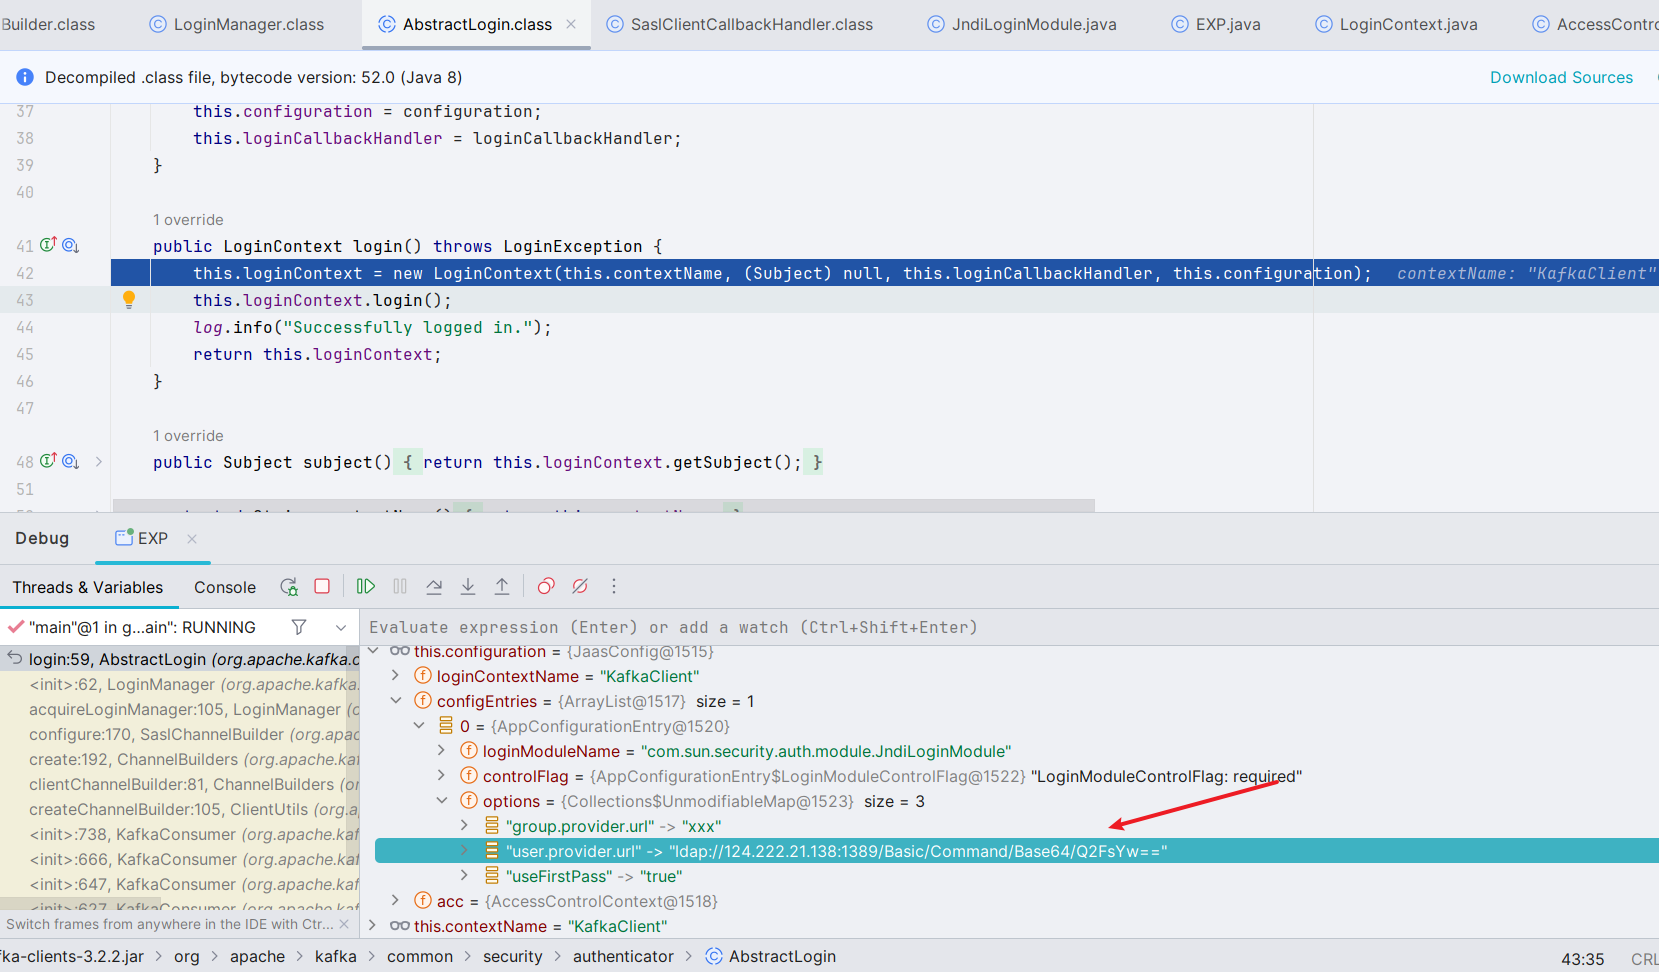 Builder.class LoginManager.class AbstractLogin.class SaslClientCallbackHandler.class JndiLoginModule.java EXP.java LoginContext.java AccessContro
Decompiled .class file, bytecode version: 52.0 (Java 8) Download Sources
37 this.configuration = configuration;
38 this.loginCallbackHandler = loginCallbackHandler;
39 }
40
1 override
41 public LoginContext login() throws LoginException {
42 this.loginContext = new LoginContext(this.contextName, (Subject) null, this.loginCallbackHandler, this.configuration); contextName: "KafkaClient"
43 this.loginContext.login();
44 log.info("Successfully logged in.");
45 return this.loginContext;
46 }
47
1 override
48 public Subject subject() { return this.loginContext.getSubject(); }
51
Debug EXP
Threads & Variables Console
"main"@1 in g...ain": RUNNING
Evaluate expression (Enter) or add a watch (Ctrl+Shift+Enter)
login:59, AbstractLogin (org.apache.kafka.c
<init>:62, LoginManager (org.apache.kafka.
acquireLoginManager:105, LoginManager (o
configure:170, SaslChannelBuilder (org.apac
create:192, ChannelBuilders (org.apache.ka
clientChannelBuilder:81, ChannelBuilders (or
createChannelBuilder:105, ClientUtils (org.a
<init>:738, KafkaConsumer (org.apache.kaf
<init>:666, KafkaConsumer (org.apache.kaf
<init>:647, KafkaConsumer (org.apache.kaf
<init>:627, KafkaConsumer (org.apache.kaf
Switch frames from anywhere in the IDE with Ctr...
this.configuration = {JaasConfig@1515}
loginContextName = "KafkaClient"
configEntries = {ArrayList@1517} size = 1
0 = {AppConfigurationEntry@1520}
loginModuleName = "com.sun.security.auth.module.JndiLoginModule"
controlFlag = {AppConfigurationEntry$LoginModuleControlFlag@1522} "LoginModuleControlFlag: required"
options = {Collections$UnmodifiableMap@1523} size = 3
"group.provider.url" -> "xxx"
"user.provider.url" -> "ldap://124.222.21.138:1389/Basic/Command/Base64/Q2FsYw=="
"useFirstPass" -> "true"
acc = {AccessControlContext@1518}
this.contextName = "KafkaClient"
fka-clients-3.2.2.jar > org > apache > kafka > common > security > authenticator > AbstractLogin 43:35 CRL